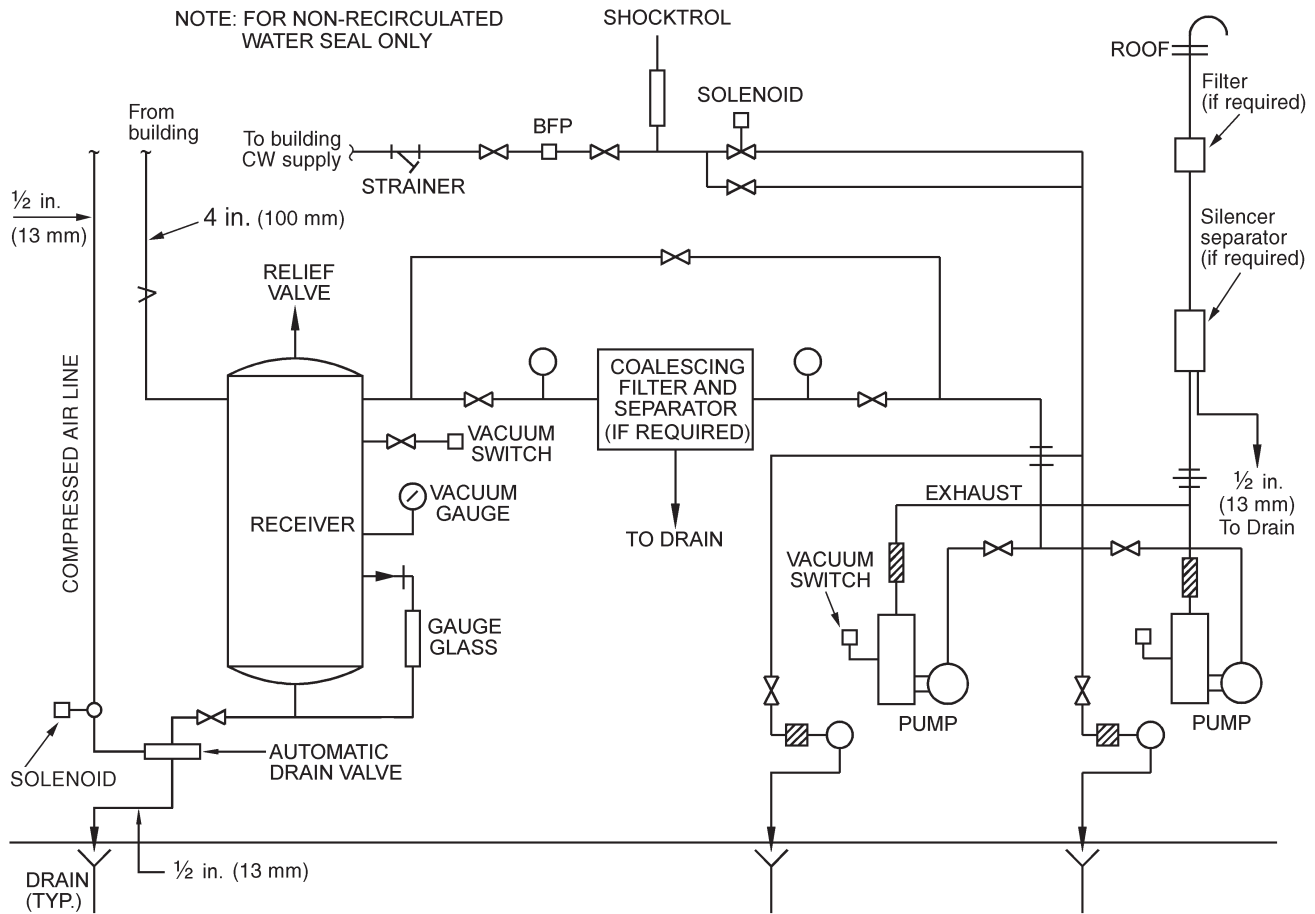 NOTE: FOR NON-RECIRCULATED
WATER SEAL ONLY
SHOCKTROL
ROOF
Filter
(if required)
From
building
To building
CW supply
BFP
SOLENOID
STRAINER
½ in.
(13 mm)
4 in. (100 mm)
Silencer
separator
(if required)
RELIEF
VALVE
COMPRESSED AIR LINE
COALESCING
FILTER AND
SEPARATOR
(IF REQUIRED)
VACUUM
SWITCH
VACUUM
GAUGE
RECEIVER
TO DRAIN
EXHAUST
½ in.
(13 mm)
To Drain
VACUUM
SWITCH
GAUGE
GLASS
PUMP
PUMP
SOLENOID
AUTOMATIC
DRAIN VALVE
½ in. (13 mm)
DRAIN
(TYP.)